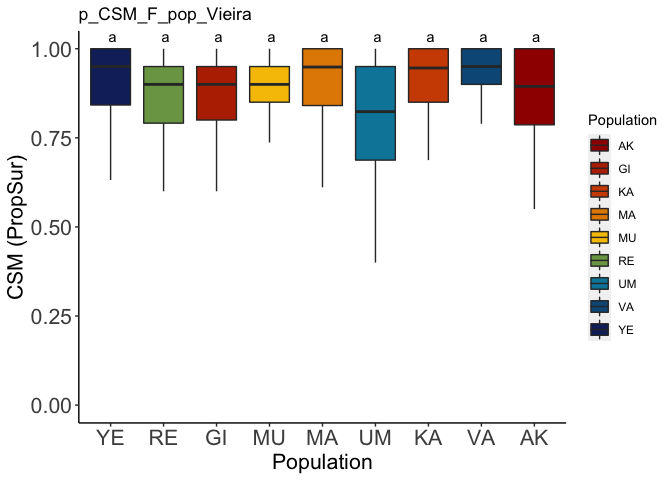 p_CSM_F_pop_Vieira
a a a a a a a a a
1.00
0.75
0.50
0.25
0.00
CSM (PropSur)
YE RE GI MU MA UM KA VA AK
Population
Population
AK
GI
KA
MA
MU
RE
UM
VA
YE